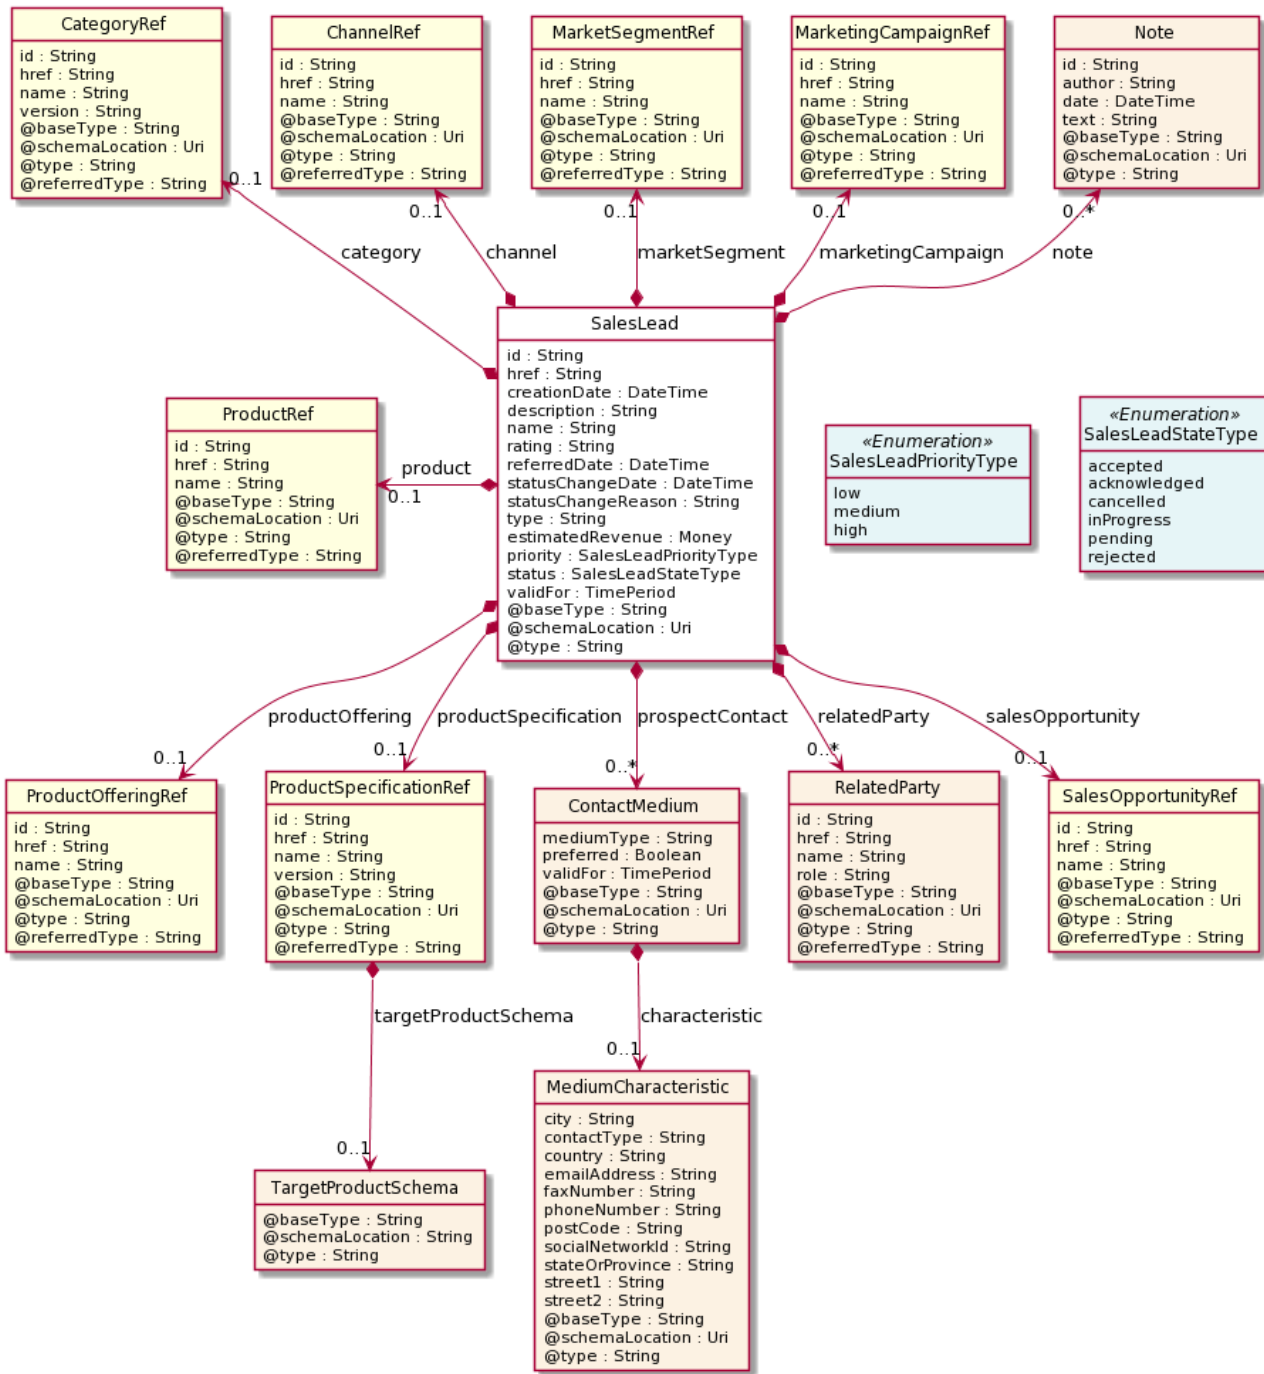 CategoryRef
id : String
href : String
name : String
version : String
@baseType : String
@schemaLocation : Uri
@type : String
@referredType : String
ChannelRef
id : String
href : String
name : String
@baseType : String
@schemaLocation : Uri
@type : String
@referredType : String
MarketSegmentRef
id : String
href : String
name : String
@baseType : String
@schemaLocation : Uri
@type : String
@referredType : String
MarketingCampaignRef
id : String
href : String
name : String
@baseType : String
@schemaLocation : Uri
@type : String
@referredType : String
Note
id : String
author : String
date : DateTime
text : String
@baseType : String
@schemaLocation : Uri
@type : String
0..1
0..1
0..1
0..1
0..*
category
channel
marketSegment
marketingCampaign
note
SalesLead
id : String
href : String
creationDate : DateTime
description : String
name : String
rating : String
referredDate : DateTime
statusChangeDate : DateTime
statusChangeReason : String
type : String
estimatedRevenue : Money
priority : SalesLeadPriorityType
status : SalesLeadStateType
validFor : TimePeriod
@baseType : String
@schemaLocation : Uri
@type : String
ProductRef
id : String
href : String
name : String
@baseType : String
@schemaLocation : Uri
@type : String
@referredType : String
product
0..1
«Enumeration»
SalesLeadPriorityType
low
medium
high
«Enumeration»
SalesLeadStateType
accepted
acknowledged
cancelled
inProgress
pending
rejected
productOffering
productSpecification
prospectContact
relatedParty
salesOpportunity
0..1
0..1
0..*
0..*
0..1
ProductOfferingRef
id : String
href : String
name : String
@baseType : String
@schemaLocation : Uri
@type : String
@referredType : String
ProductSpecificationRef
id : String
href : String
name : String
version : String
@baseType : String
@schemaLocation : Uri
@type : String
@referredType : String
ContactMedium
mediumType : String
preferred : Boolean
validFor : TimePeriod
@baseType : String
@schemaLocation : Uri
@type : String
RelatedParty
id : String
href : String
name : String
role : String
@baseType : String
@schemaLocation : Uri
@type : String
@referredType : String
SalesOpportunityRef
id : String
href : String
name : String
@baseType : String
@schemaLocation : Uri
@type : String
@referredType : String
targetProductSchema
characteristic
0..1
0..1
TargetProductSchema
@baseType : String
@schemaLocation : String
@type : String
MediumCharacteristic
city : String
contactType : String
country : String
emailAddress : String
faxNumber : String
phoneNumber : String
postCode : String
socialNetworkId : String
stateOrProvince : String
street1 : String
street2 : String
@baseType : String
@schemaLocation : Uri
@type : String